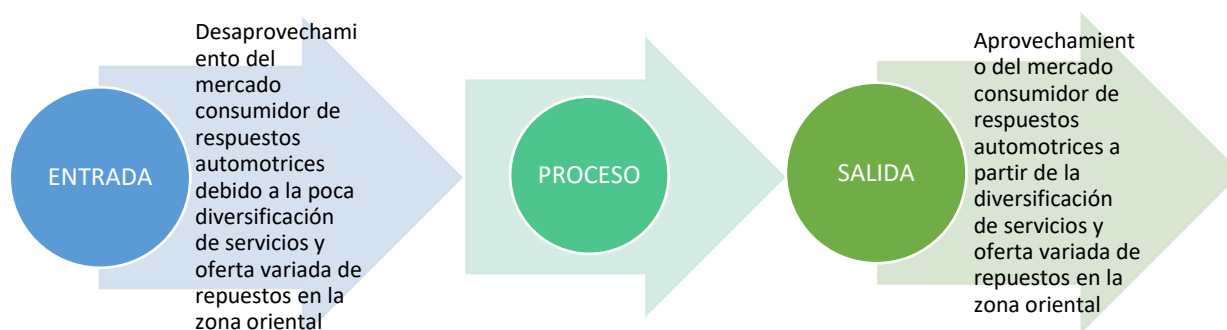 ENTRADA
Desaprovechami
ento del
mercado
consumidor de
respuestos
automotrices
debido a la poca
diversificación
de servicios y
oferta variada de
repuestos en la
zona oriental
PROCESO
SALIDA
Aprovechamient
o del mercado
consumidor de
respuestos
automotrices a
partir de la
diversificación
de servicios y
oferta variada de
repuestos en la
zona oriental